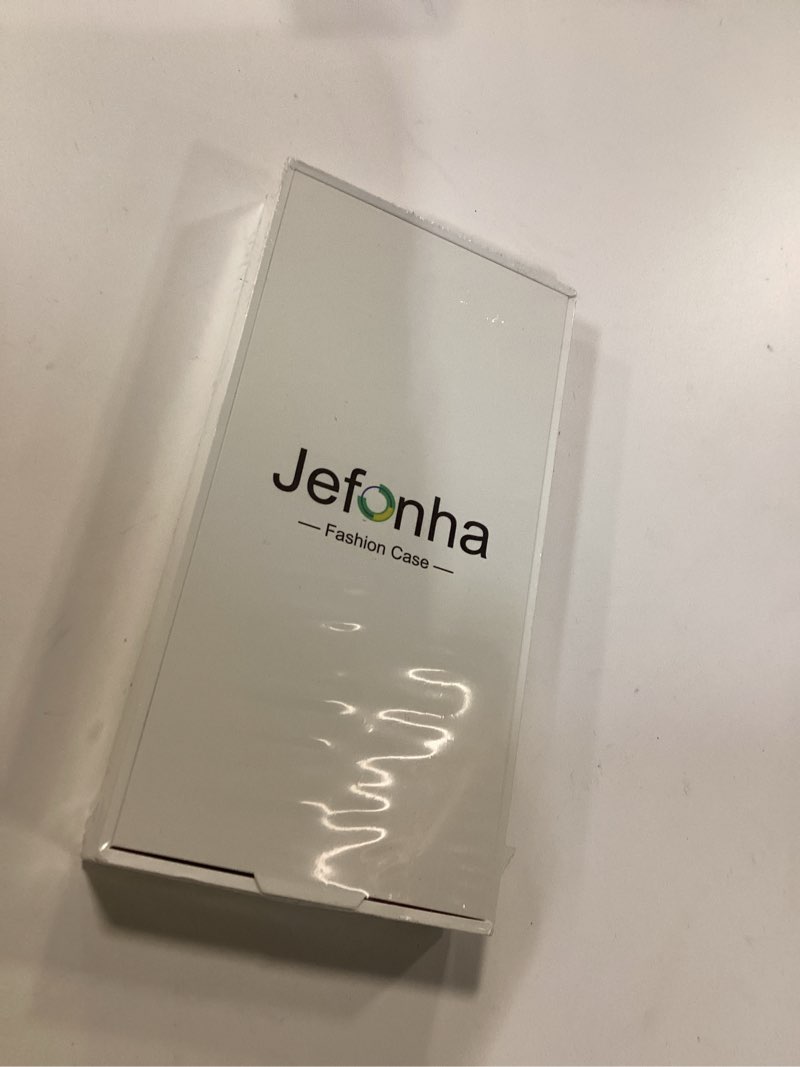 Jefonha
— Fashion Case —